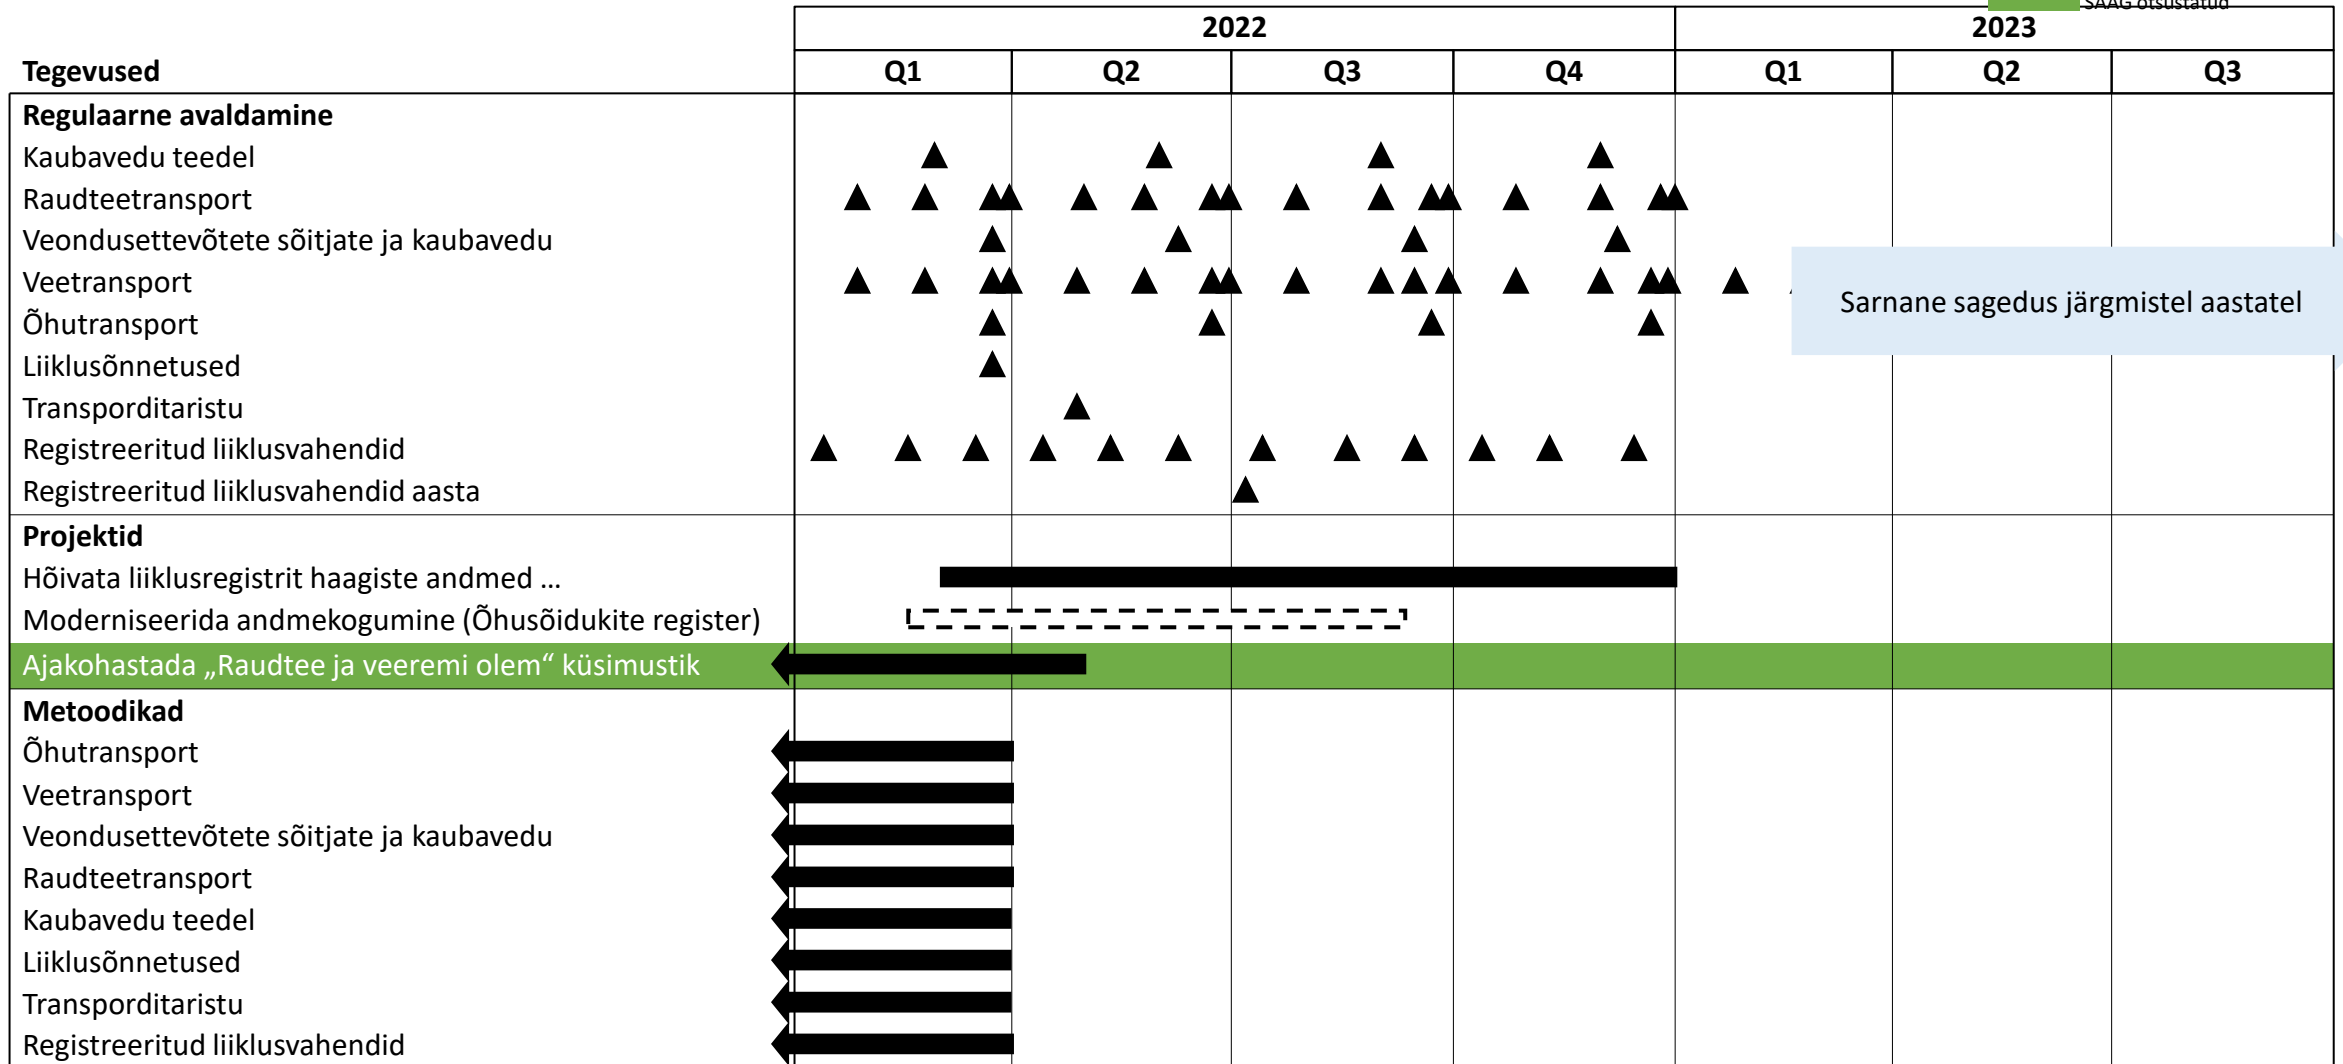 SAAG otsustatud
2022 2023
Tegevused Q1 Q2 Q3 Q4 Q1 Q2 Q3
Regulaarne avaldamine
Kaubavedu teedel
Raudteetransport
Veondusettevõtete sõitjate ja kaubavedu
Veetransport
Sarnane sagedus järgmistel aastatel
Õhutransport
Liiklusõnnetused
Transporditaristu
Registreeritud liiklusvahendid
Registreeritud liiklusvahendid aasta
Projektid
Hõivata liiklusregistrit haagiste andmed ...
Moderniseerida andmekogumine (Õhusõidukite register)
Ajakohastada „Raudtee ja veeremi olem“ küsimustik
Metoodikad
Õhutransport
Veetransport
Veondusettevõtete sõitjate ja kaubavedu
Raudteetransport
Kaubavedu teedel
Liiklusõnnetused
Transporditaristu
Registreeritud liiklusvahendid